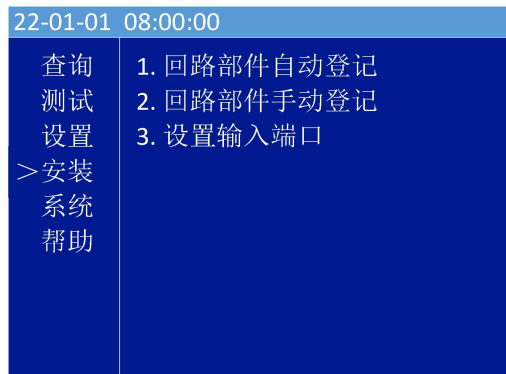 22-01-01 08:00:00
查询
测试
设置
＞安装
系统
帮助
1. 回路部件自动登记
2. 回路部件手动登记
3. 设置输入端口